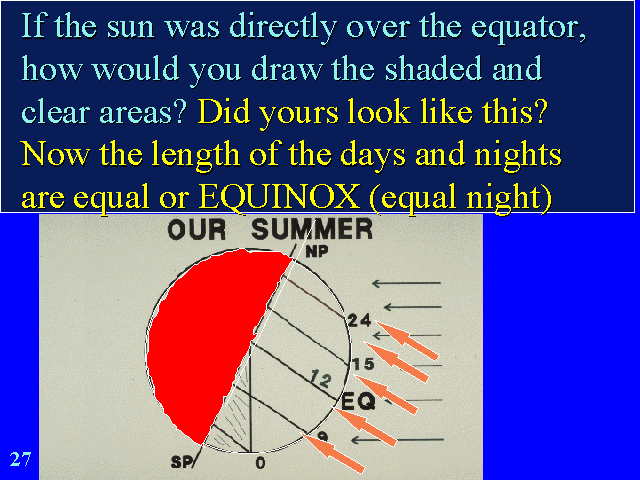 If the sun was directly over the equator,
how would you draw the shaded and
clear areas? Did yours look like this?
Now the length of the days and nights
are equal or EQUINOX (equal night)
OUR SUMMER
NP
24
15
12
EQ
9
SP
0
27